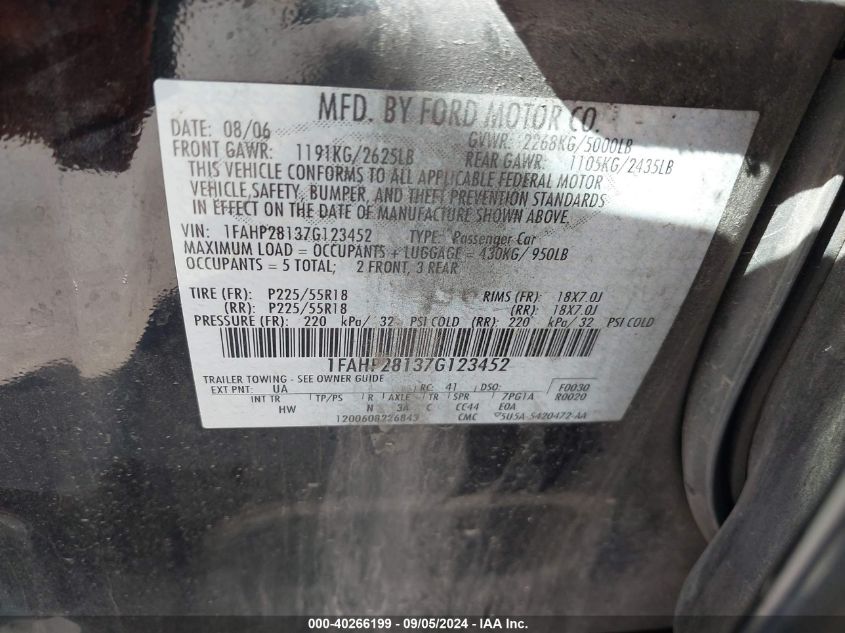 MFD. BY FORD MOTOR CO.
DATE: 08/06 GVWR: 2268KG/5000LB
FRONT GAWR: 1191KG/2625LB REAR GAWR: 1105KG/2435LB
THIS VEHICLE CONFORMS TO ALL APPLICABLE FEDERAL MOTOR
VEHICLE SAFETY, BUMPER, AND THEFT PREVENTION STANDARDS
IN EFFECT ON THE DATE OF MANUFACTURE SHOWN ABOVE.
VIN: 1FAHP28137G123452 TYPE: Passenger Car
MAXIMUM LOAD = OCCUPANTS + LUGGAGE = 430KG/ 950LB
OCCUPANTS = 5 TOTAL; 2 FRONT, 3 REAR
TIRE (FR): P225/55R18 RIMS (FR): 18X7.0J
(RR): P225/55R18 (RR): 18X7.0J
PRESSURE (FR): 220 kPa/ 32 PSI COLD (RR): 220 kPa/ 32 PSI COLD
1FAHP28137G123452
TRAILER TOWING - SEE OWNER GUIDE
EXT PNT: UA RC: 41 DSO: F0030
INT TR TP/PS R AXLE TR SPR 7PG1A R0020
HW N 3A C CC44 E0A
CMC 5U5A 5420472 AA
000-40266199 - 09/05/2024 - IAA Inc.